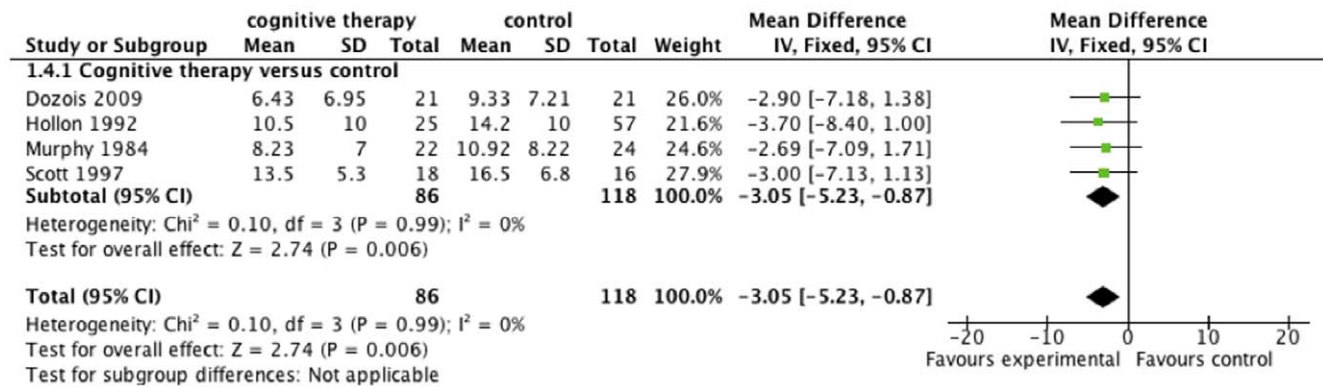 cognitive therapy control Mean Difference Mean Difference
Study or Subgroup Mean SD Total Mean SD Total Weight IV, Fixed, 95% CI IV, Fixed, 95% CI
1.4.1 Cognitive therapy versus control
Dozois 2009 6.43 6.95 21 9.33 7.21 21 26.0% -2.90 [-7.18, 1.38]
Hollon 1992 10.5 10 25 14.2 10 57 21.6% -3.70 [-8.40, 1.00]
Murphy 1984 8.23 7 22 10.92 8.22 24 24.6% -2.69 [-7.09, 1.71]
Scott 1997 13.5 5.3 18 16.5 6.8 16 27.9% -3.00 [-7.13, 1.13]
Subtotal (95% CI) 86 118 100.0% -3.05 [-5.23, -0.87]
Heterogeneity: Chi² = 0.10, df = 3 (P = 0.99); I² = 0%
Test for overall effect: Z = 2.74 (P = 0.006)
Total (95% CI) 86 118 100.0% -3.05 [-5.23, -0.87]
Heterogeneity: Chi² = 0.10, df = 3 (P = 0.99); I² = 0%
Test for overall effect: Z = 2.74 (P = 0.006)
Test for subgroup differences: Not applicable
-20 -10 0 10 20
Favours experimental Favours control